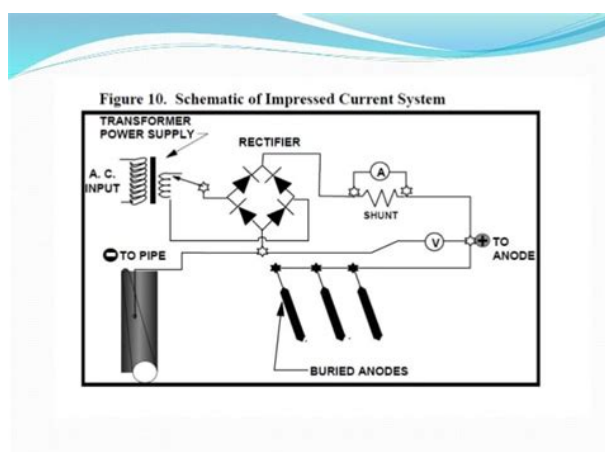 Figure 10. Schematic of Impressed Current System
TRANSFORMER
POWER SUPPLY
RECTIFIER
A. C.
INPUT
A
SHUNT
V
+ TO
ANODE
- TO PIPE
BURIED ANODES